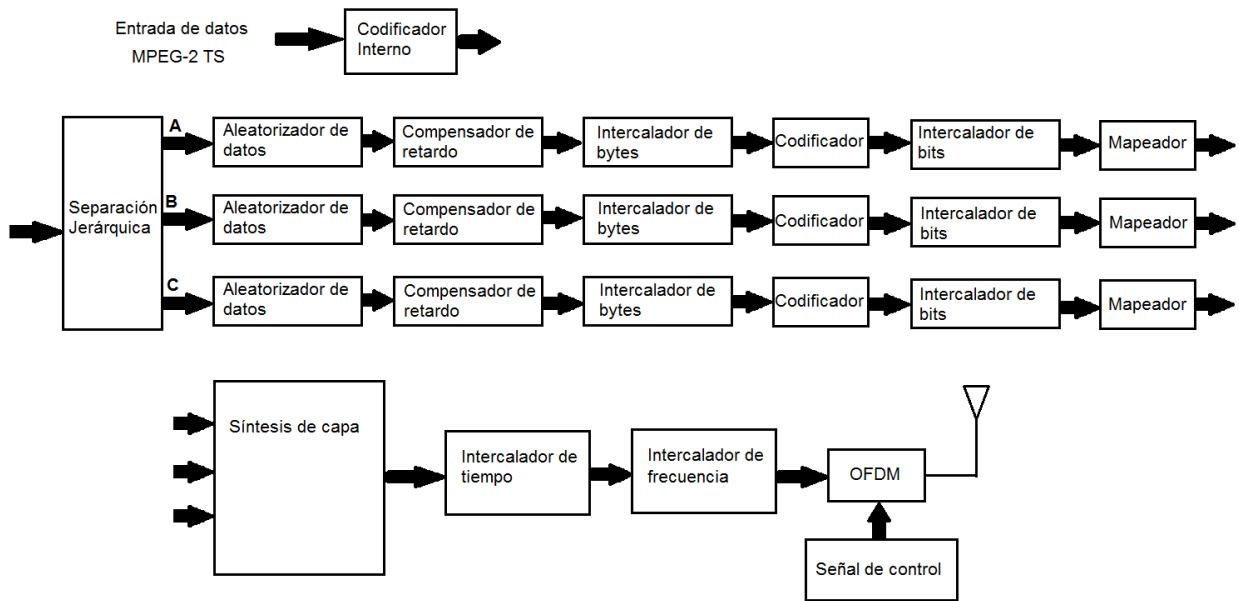 Entrada de datos
MPEG-2 TS
Codificador
Interno
Separación
Jerárquica
A
Aleatorizador de
datos
Compensador de
retardo
Intercalador de
bytes
Codificador
Intercalador de
bits
Mapeador
B
Aleatorizador de
datos
Compensador de
retardo
Intercalador de
bytes
Codificador
Intercalador de
bits
Mapeador
C
Aleatorizador de
datos
Compensador de
retardo
Intercalador de
bytes
Codificador
Intercalador de
bits
Mapeador
Síntesis de capa
Intercalador de
tiempo
Intercalador de
frecuencia
OFDM
Señal de control